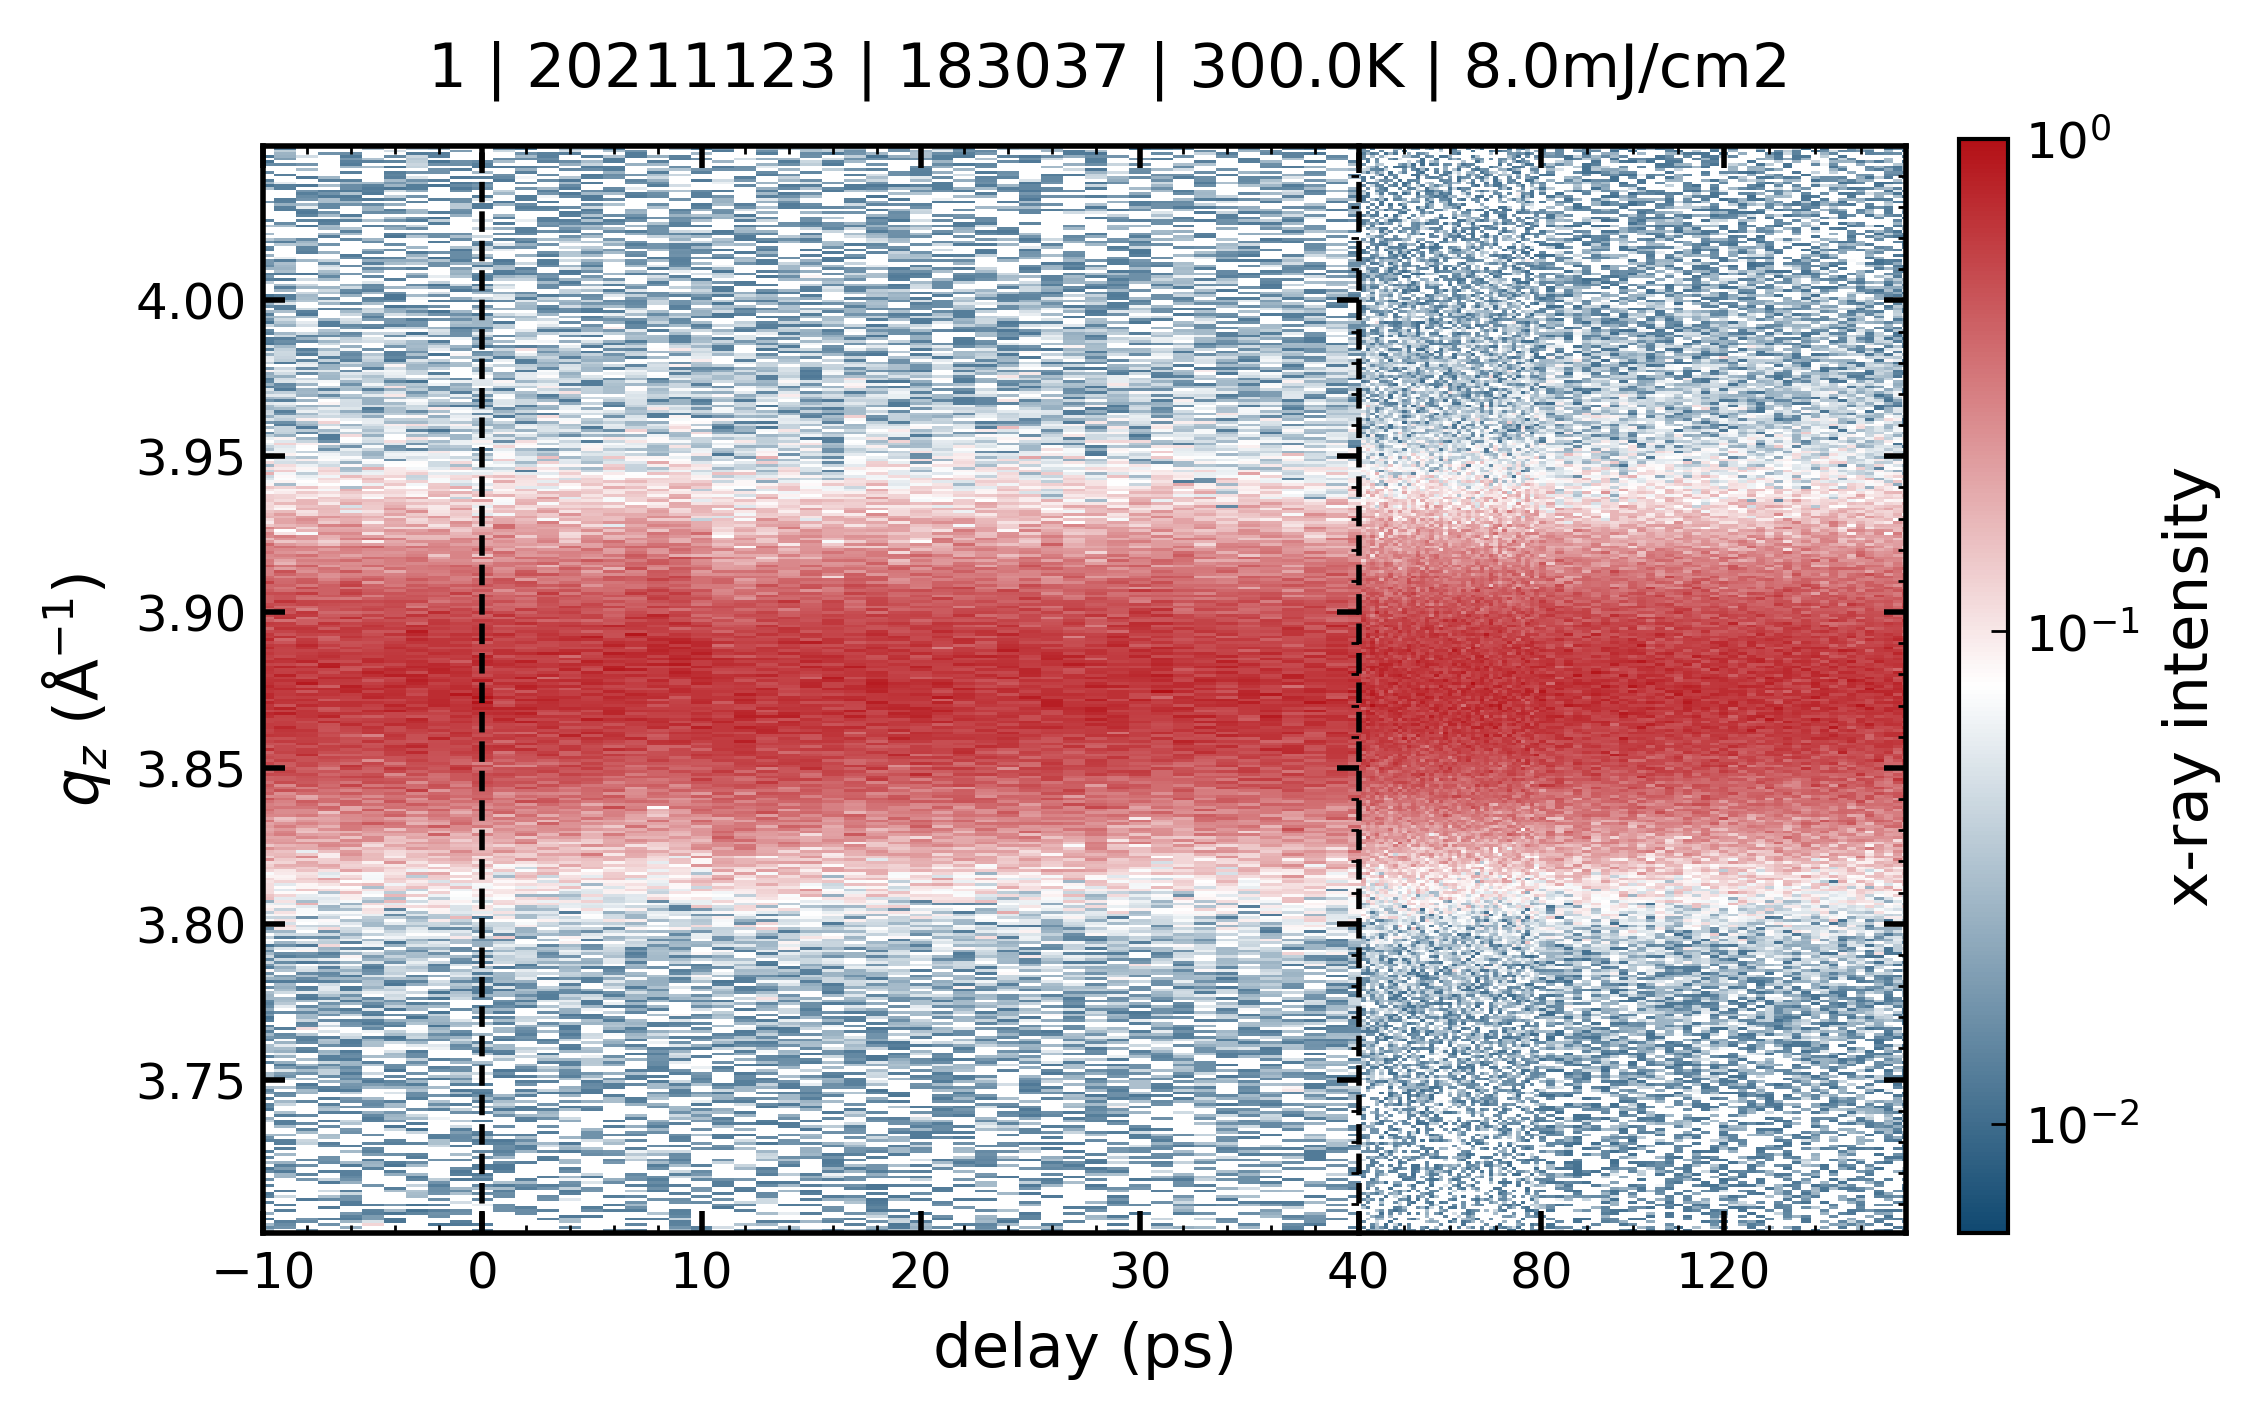 1 | 20211123 | 183037 | 300.0K | 8.0mJ/cm2
10⁰
4.00
3.95
3.90
3.85
3.80
3.75
q_z (Å⁻¹)
10⁻¹
10⁻²
x-ray intensity
−10 0 10 20 30 40 80 120
delay (ps)